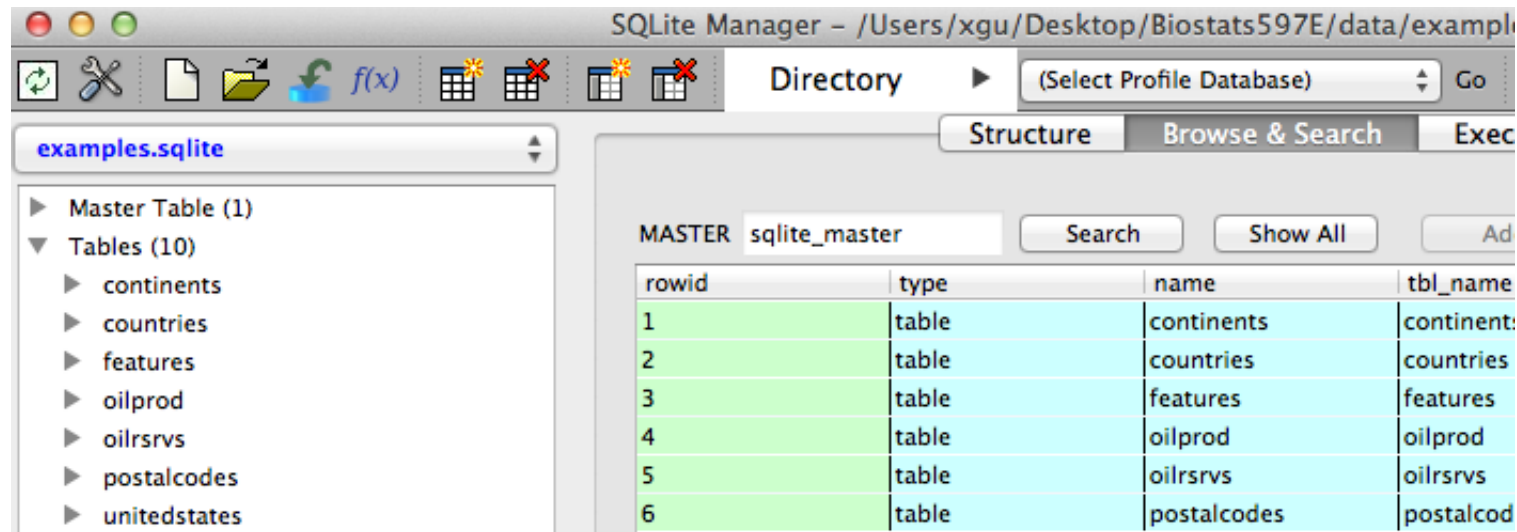 SQLite Manager – /Users/xgu/Desktop/Biostats597E/data/example
f(x) Directory (Select Profile Database) Go
examples.sqlite
Structure Browse & Search Exec
Master Table (1)
Tables (10)
continents
countries
features
oilprod
oilrsrvs
postalcodes
unitedstates
MASTER sqlite_master Search Show All Ad
rowid type name tbl_name
1 table continents continents
2 table countries countries
3 table features features
4 table oilprod oilprod
5 table oilrsrvs oilrsrvs
6 table postalcodes postalcod